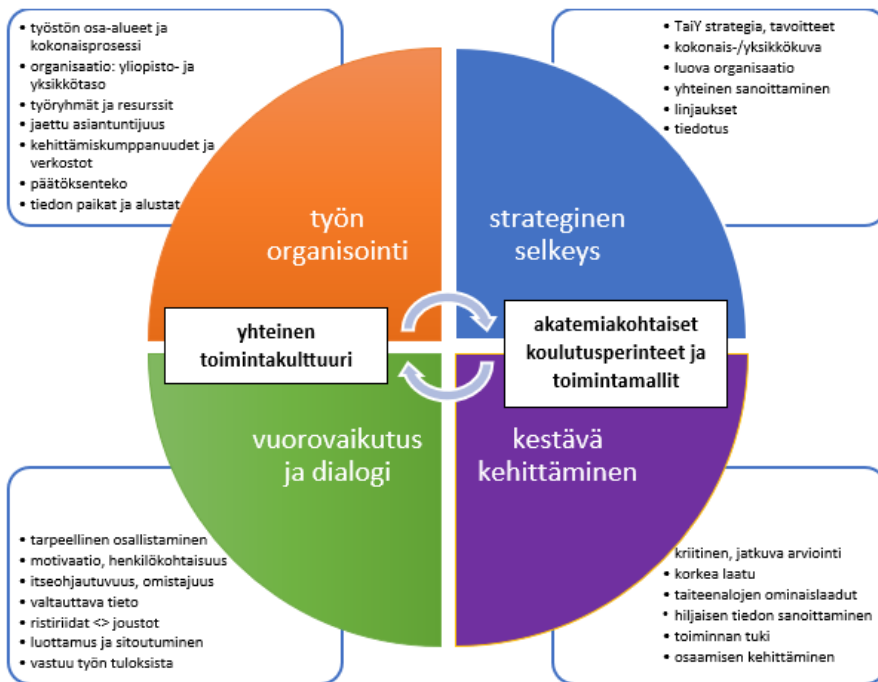 • työstön osa-alueet ja
kokonaisprosessi
• organisaatio: yliopisto- ja
yksikkötaso
• työryhmät ja resurssit
• jaettu asiantuntijuus
• kehittämiskumppanuudet ja
verkostot
• päätöksenteko
• tiedon paikat ja alustat
• TaiY strategia, tavoitteet
• kokonais-/yksikkökuva
• luova organisaatio
• yhteinen sanoittaminen
• linjaukset
• tiedotus
työn
organisointi
strateginen
selkeys
yhteinen
toimintakulttuuri
akatemiakohtaiset
koulutusperinteet ja
toimintamallit
vuorovaikutus
ja dialogi
kestävä
kehittäminen
• tarpeellinen osallistaminen
• motivaatio, henkilökohtaisuus
• itseohjautuvuus, omistajuus
• valtauttava tieto
• ristiriidat <> joustot
• luottamus ja sitoutuminen
• vastuu työn tuloksista
• kriitinen, jatkuva arviointi
• korkea laatu
• taiteenalojen ominaislaadut
• hiljaisen tiedon sanoittaminen
• toiminnan tuki
• osaamisen kehittäminen